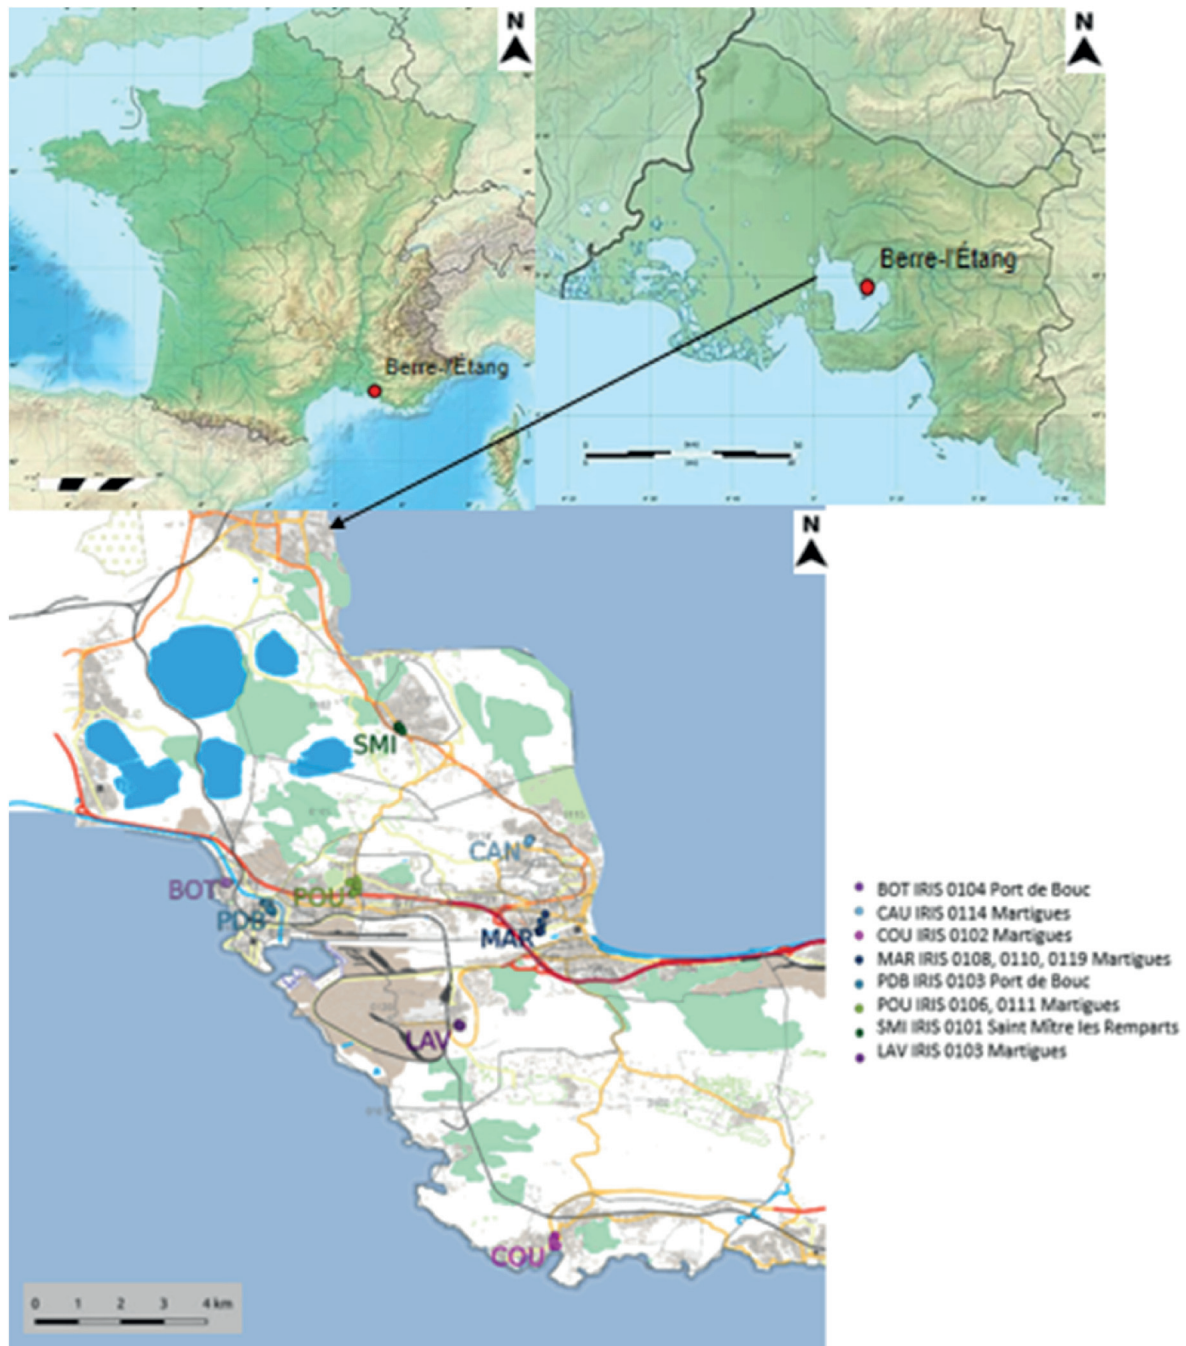 N
N
Berre-l'Étang
Berre-l'Étang
N
SMI
CAN
BOT
POU
PDB
MAR
LAV
COU
0 1 2 3 4 km
BOT IRIS 0104 Port de Bouc
CAU IRIS 0114 Martigues
COU IRIS 0102 Martigues
MAR IRIS 0108, 0110, 0119 Martigues
PDB IRIS 0103 Port de Bouc
POU IRIS 0106, 0111 Martigues
SMI IRIS 0101 Saint Mître les Remparts
LAV IRIS 0103 Martigues